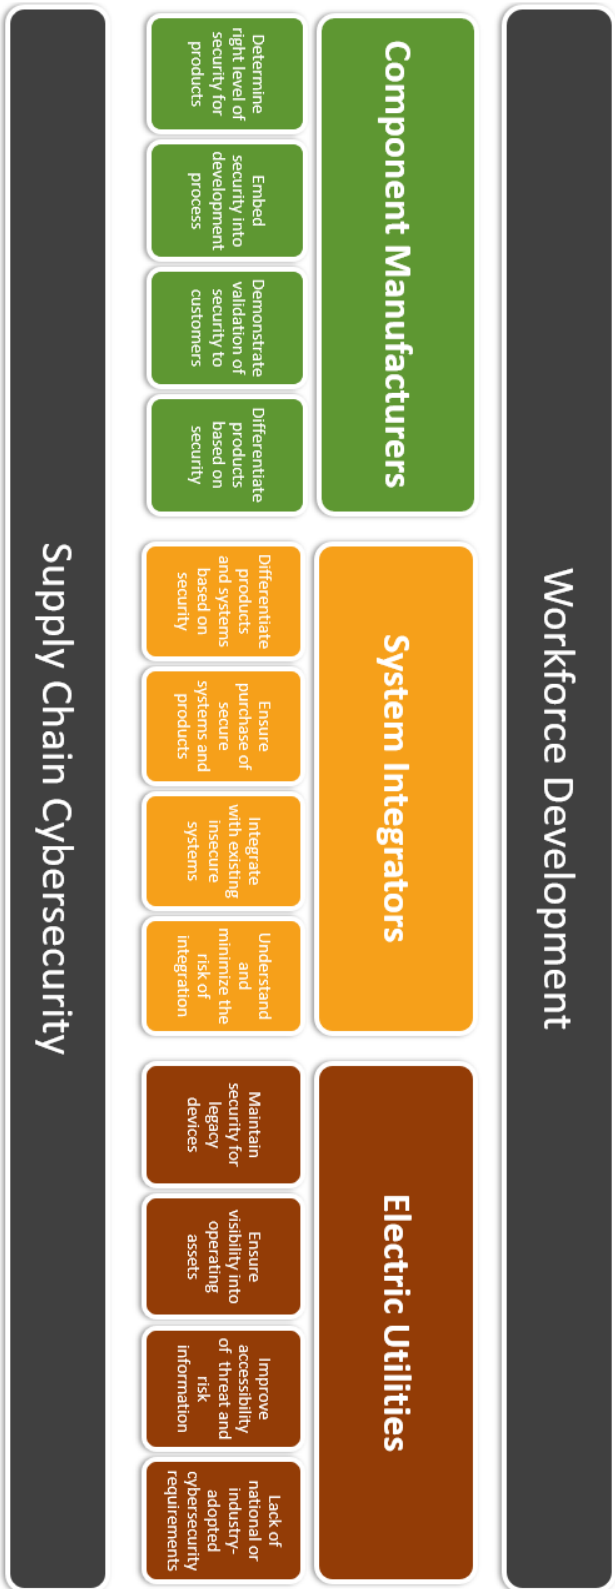 Workforce Development
Component Manufacturers
Determine
right level of
security for
products
Embed
security into
development
process
Demonstrate
validation of
security to
customers
Differentiate
products
based on
security
System Integrators
Differentiate
products
and systems
based on
security
Ensure
purchase of
secure
systems and
products
Integrate
with existing
insecure
systems
Understand
and
minimize the
risk of
integration
Electric Utilities
Maintain
security for
legacy
devices
Ensure
visibility into
operating
assets
Improve
accessibility
of threat and
risk
information
Lack of
national or
industry-
adopted
cybersecurity
requirements
Supply Chain Cybersecurity